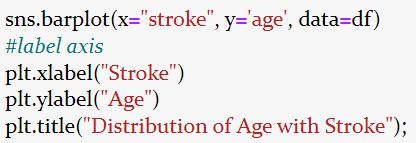 sns.barplot(x="stroke", y='age', data=df)
#label axis
plt.xlabel("Stroke")
plt.ylabel("Age")
plt.title("Distribution of Age with Stroke");